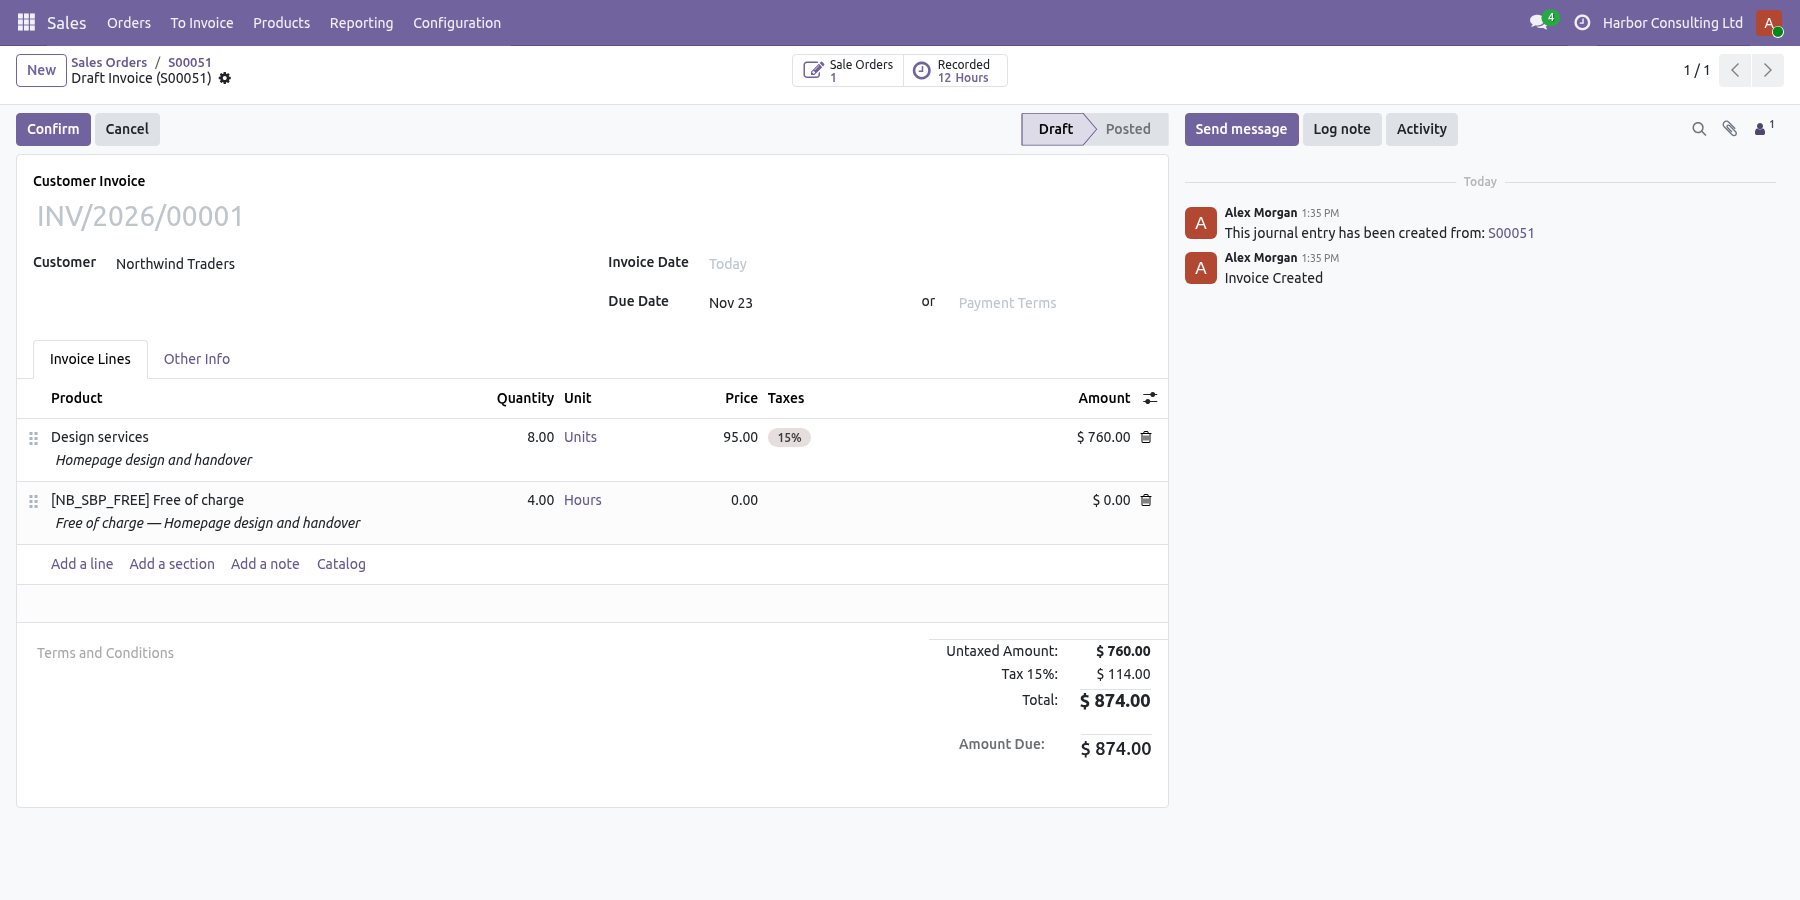 Sales Orders To Invoice Products Reporting Configuration 4 Harbor Consulting Ltd A
New Sales Orders / S00051
Draft Invoice (S00051)
Sale Orders
1
Recorded
12 Hours
1 / 1
Confirm Cancel
Draft Posted
Send message Log note Activity 1
Customer Invoice
INV/2026/00001
Customer Northwind Traders
Invoice Date Today
Due Date Nov 23 or Payment Terms
Invoice Lines Other Info
Product Quantity Unit Price Taxes Amount
Design services 8.00 Units 95.00 15% $ 760.00
Homepage design and handover
[NB_SBP_FREE] Free of charge 4.00 Hours 0.00 $ 0.00
Free of charge — Homepage design and handover
Add a line Add a section Add a note Catalog
Terms and Conditions
Untaxed Amount: $ 760.00
Tax 15%: $ 114.00
Total: $ 874.00
Amount Due: $ 874.00
Today
A Alex Morgan 1:35 PM
This journal entry has been created from: S00051
A Alex Morgan 1:35 PM
Invoice Created